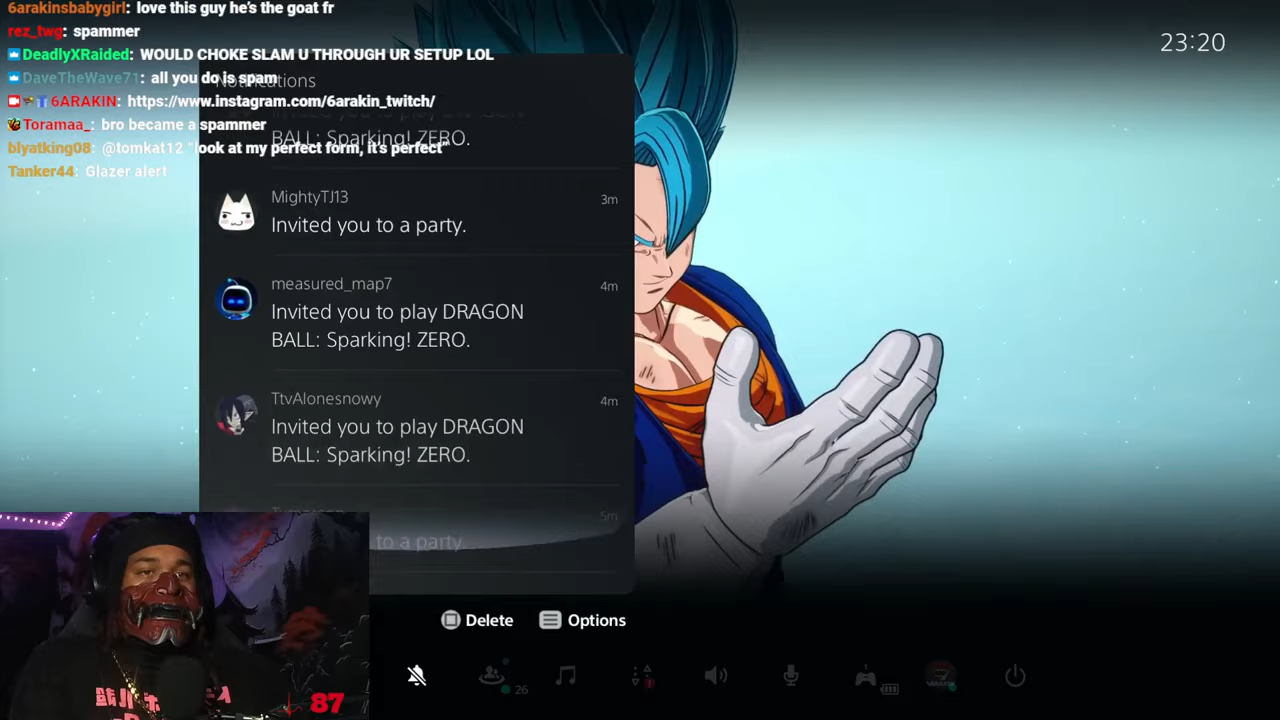 6arakinsbabygirl: love this guy he's the goat fr
rez_twg: spammer
DeadlyXRaided: WOULD CHOKE SLAM U THROUGH UR SETUP LOL
DaveTheWave71: all you do is spam
6ARAKIN: https://www.instagram.com/6arakin_twitch/
Toramaa_: bro became a spammer
blyatking08: @tomkat12 "look at my perfect form, it's perfect"
Tanker44: Glazer alert
23:20
Notifications
BALL: Sparking! ZERO.
MightyTJ13
3m
Invited you to a party.
measured_map7
4m
Invited you to play DRAGON
BALL: Sparking! ZERO.
TtvAlonesnowy
4m
Invited you to play DRAGON
BALL: Sparking! ZERO.
5m
to a party.
Delete
Options
26
87